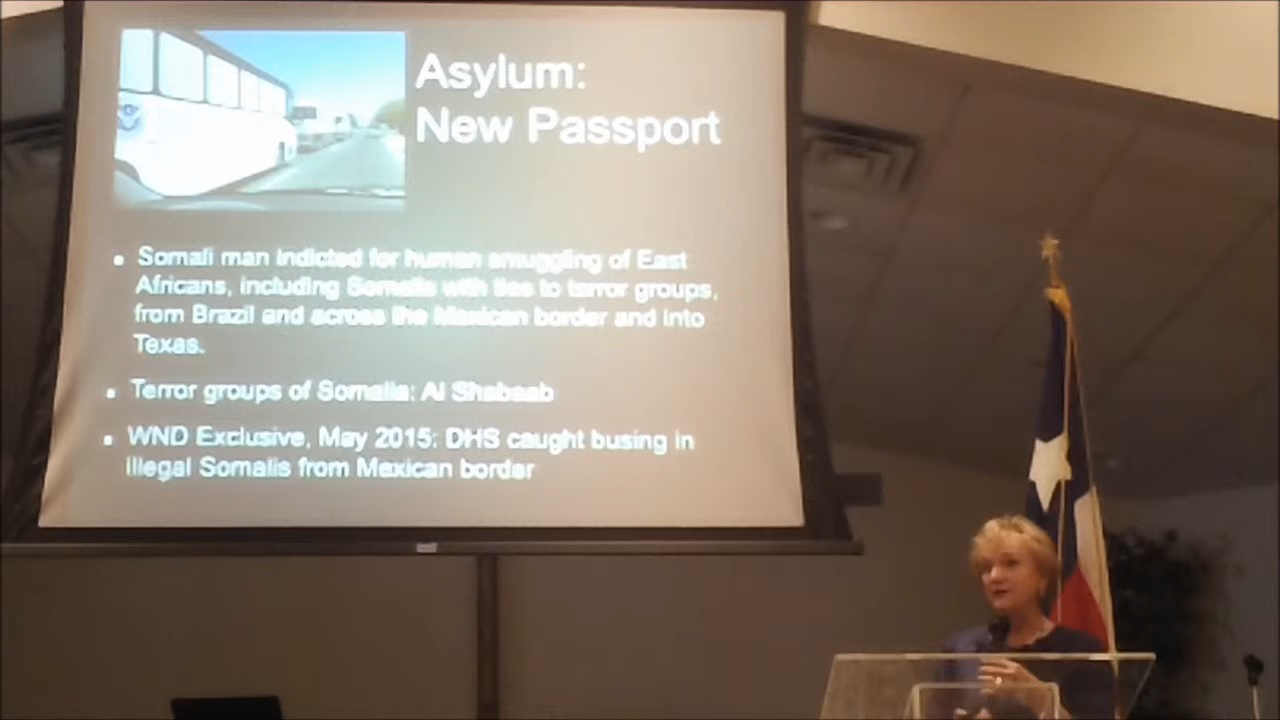 Asylum:
New Passport
• Somali man indicted for human smuggling of East
Africans, including Somalis with ties to terror groups,
from Brazil and across the Mexican border and into
Texas.
• Terror groups of Somalia: Al Shabaab
• WND Exclusive, May 2015: DHS caught busing in
illegal Somalis from Mexican border